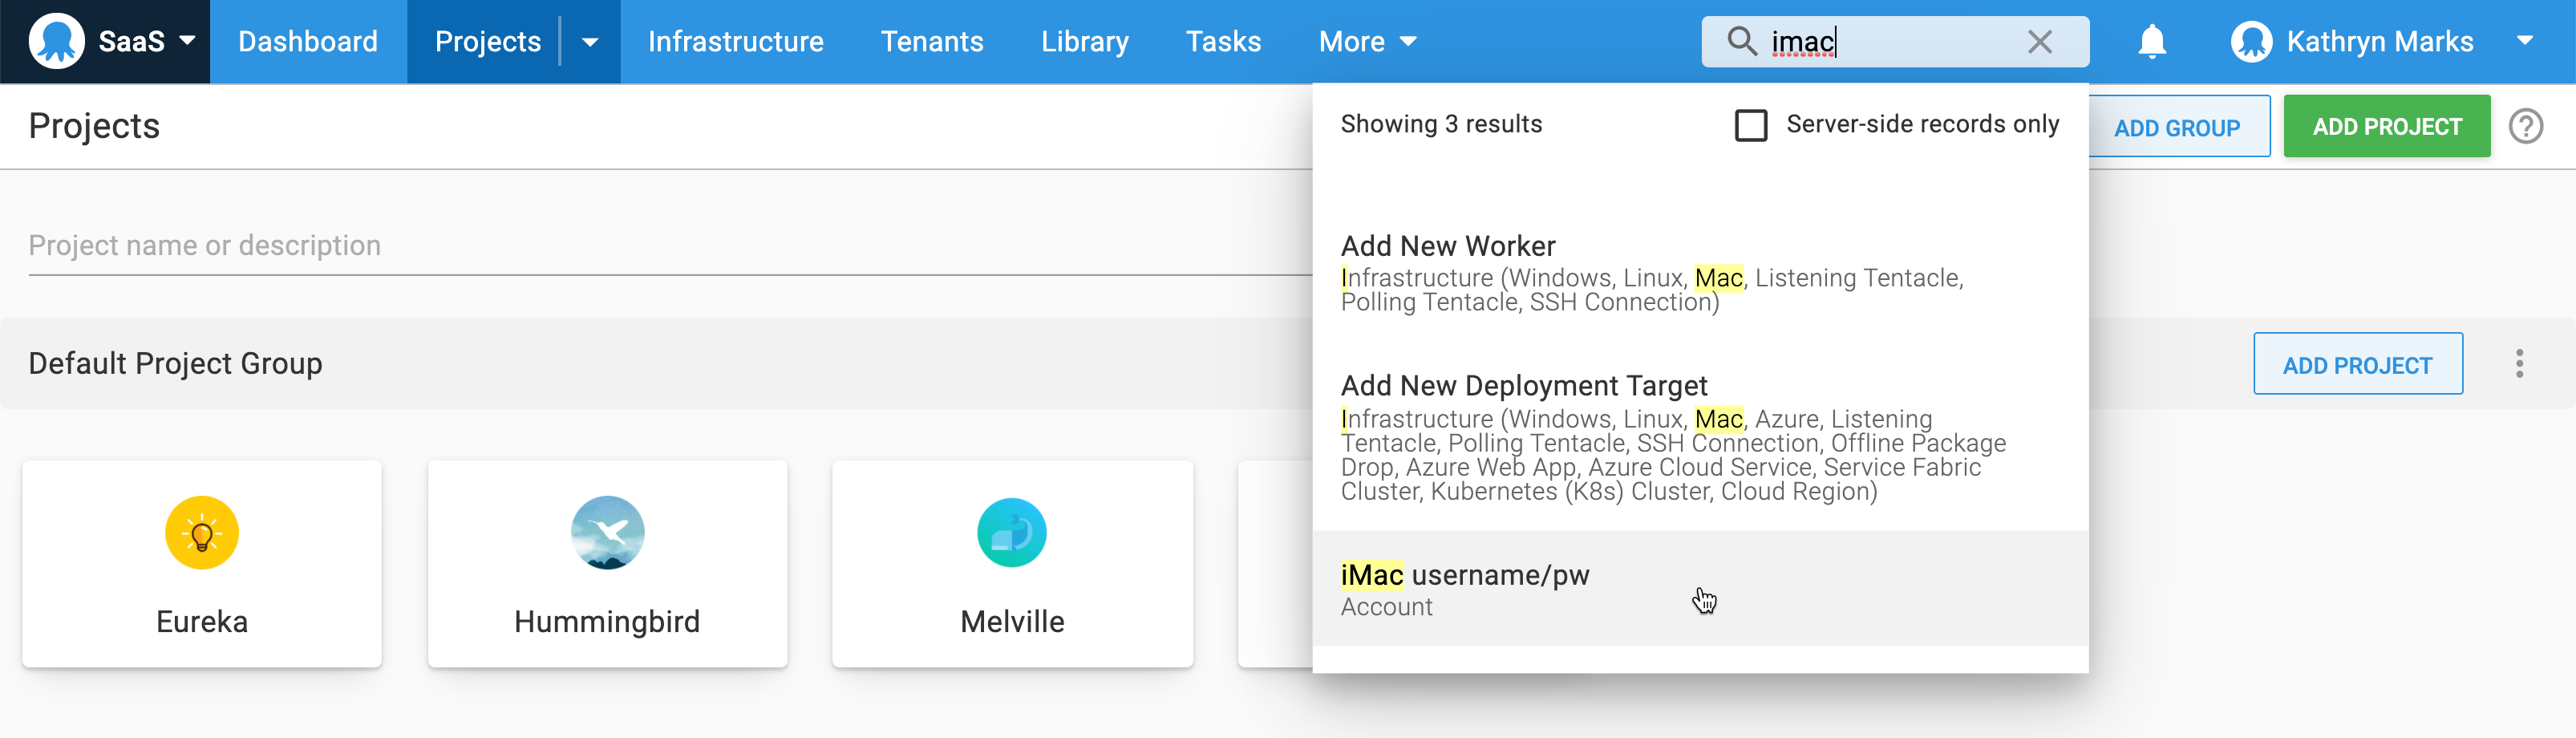 SaaS Dashboard Projects Infrastructure Tenants Library Tasks More imac Kathryn Marks
Projects
Showing 3 results Server-side records only
ADD GROUP ADD PROJECT ?
Project name or description
Add New Worker
Infrastructure (Windows, Linux, Mac, Listening Tentacle,
Polling Tentacle, SSH Connection)
Default Project Group
ADD PROJECT
Add New Deployment Target
Infrastructure (Windows, Linux, Mac, Azure, Listening
Tentacle, Polling Tentacle, SSH Connection, Offline Package
Drop, Azure Web App, Azure Cloud Service, Service Fabric
Cluster, Kubernetes (K8s) Cluster, Cloud Region)
iMac username/pw
Account
Eureka
Hummingbird
Melville